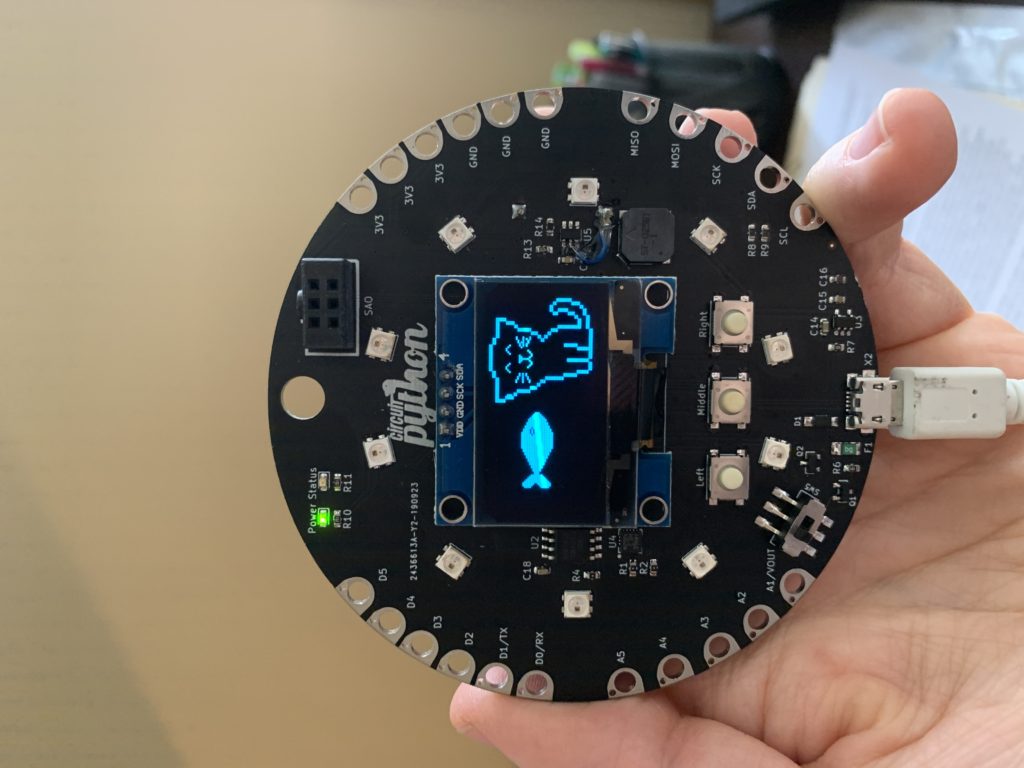 Power Status
R10 R11
SAO
D5
3V3
circuit
python
D4
2436613A-Y2-190923
3V3
D3
1 4
VDD GND SCK SDA
3V3
D2
GND
D1/TX
GND
D0/RX
C18
U2
R13
R14
GND
R4
U5
U4
R1
R2
A5
MISO
A4
MOSI
A3
Left
Middle
Right
SCK
A2
R8
R9
SDA
A1/VOUT
SCL
Q2
D1
C14
C15
C16
Q1
R6
R7
U3
F1
X2